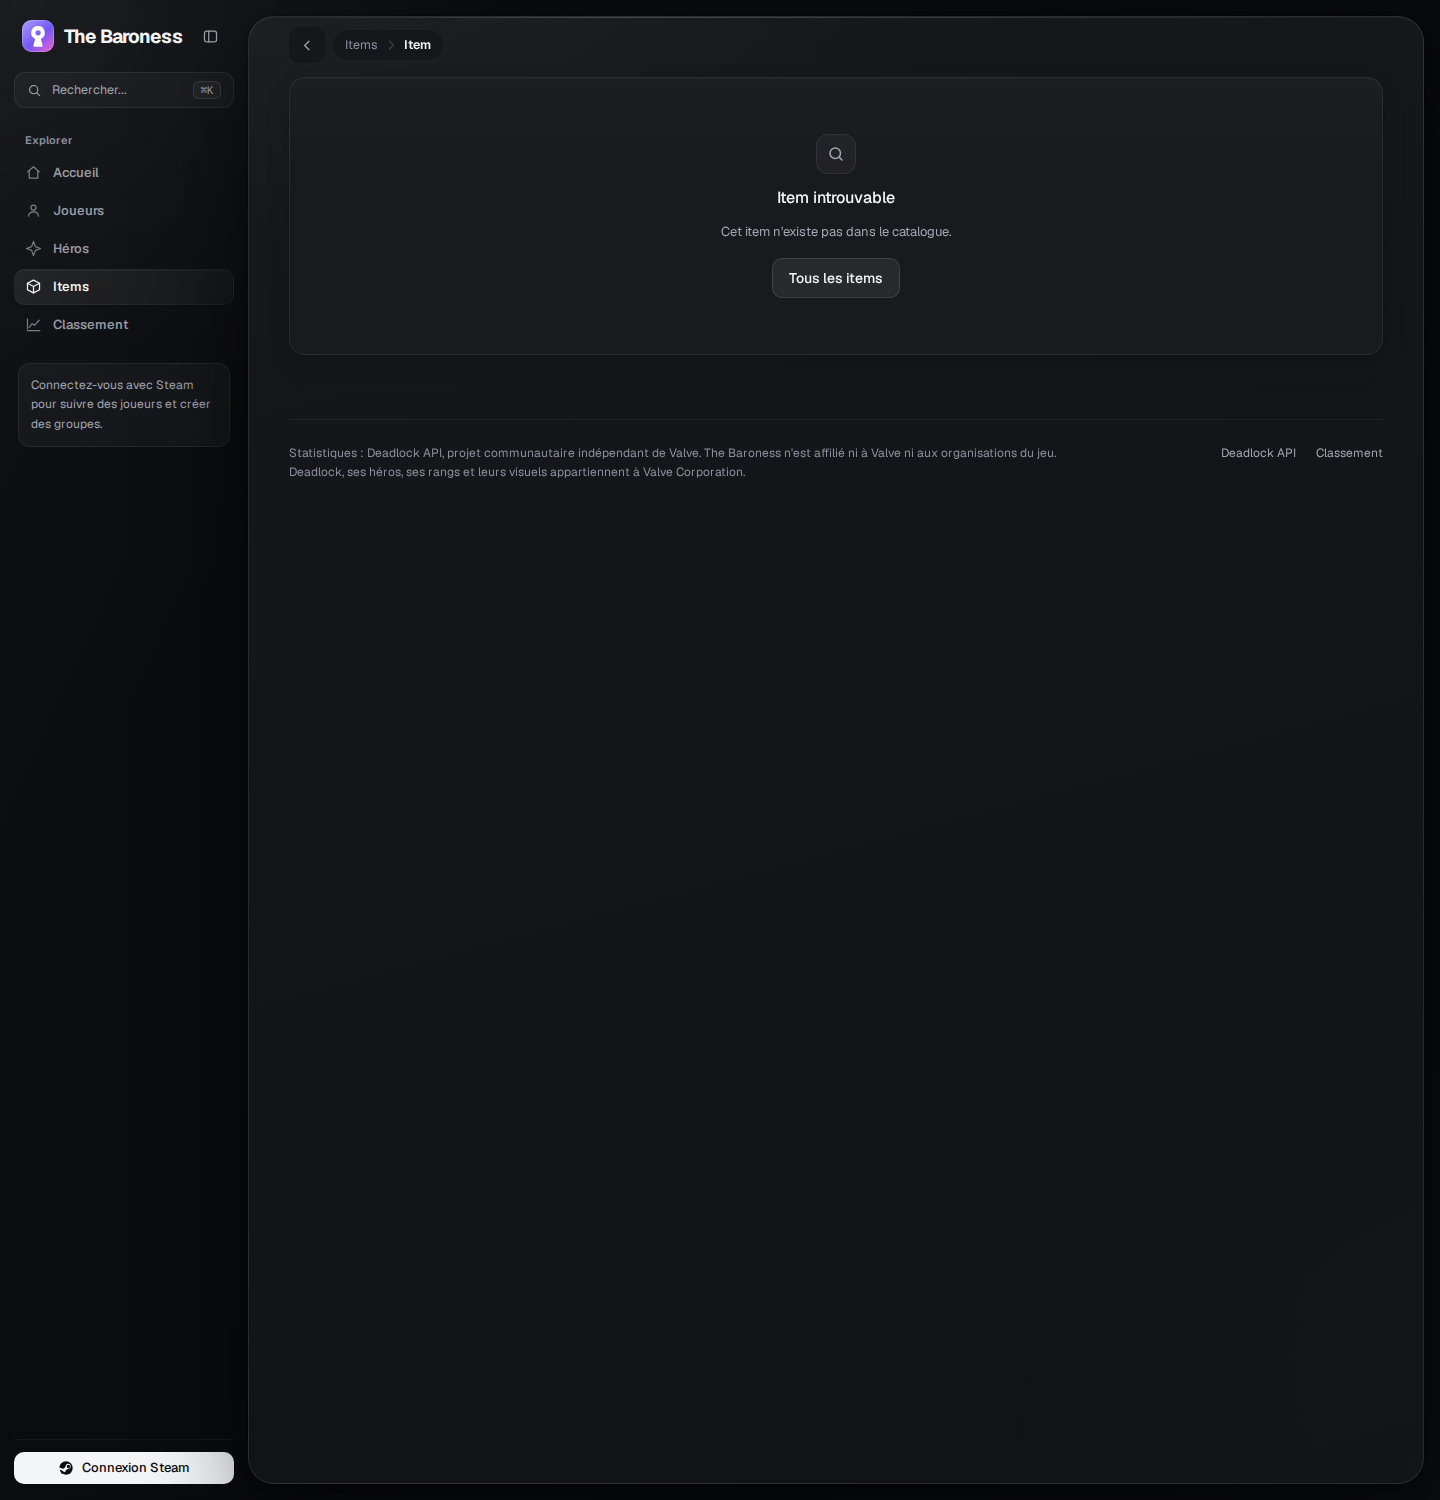 The Baroness
Rechercher...
⌘K
Explorer
Accueil
Joueurs
Héros
Items
Classement
Connectez-vous avec Steam
pour suivre des joueurs et créer
des groupes.
Connexion Steam
Items
Item
Item introuvable
Cet item n'existe pas dans le catalogue.
Tous les items
Statistiques : Deadlock API, projet communautaire indépendant de Valve. The Baroness n'est affilié ni à Valve ni aux organisations du jeu.
Deadlock, ses héros, ses rangs et leurs visuels appartiennent à Valve Corporation.
Deadlock API
Classement